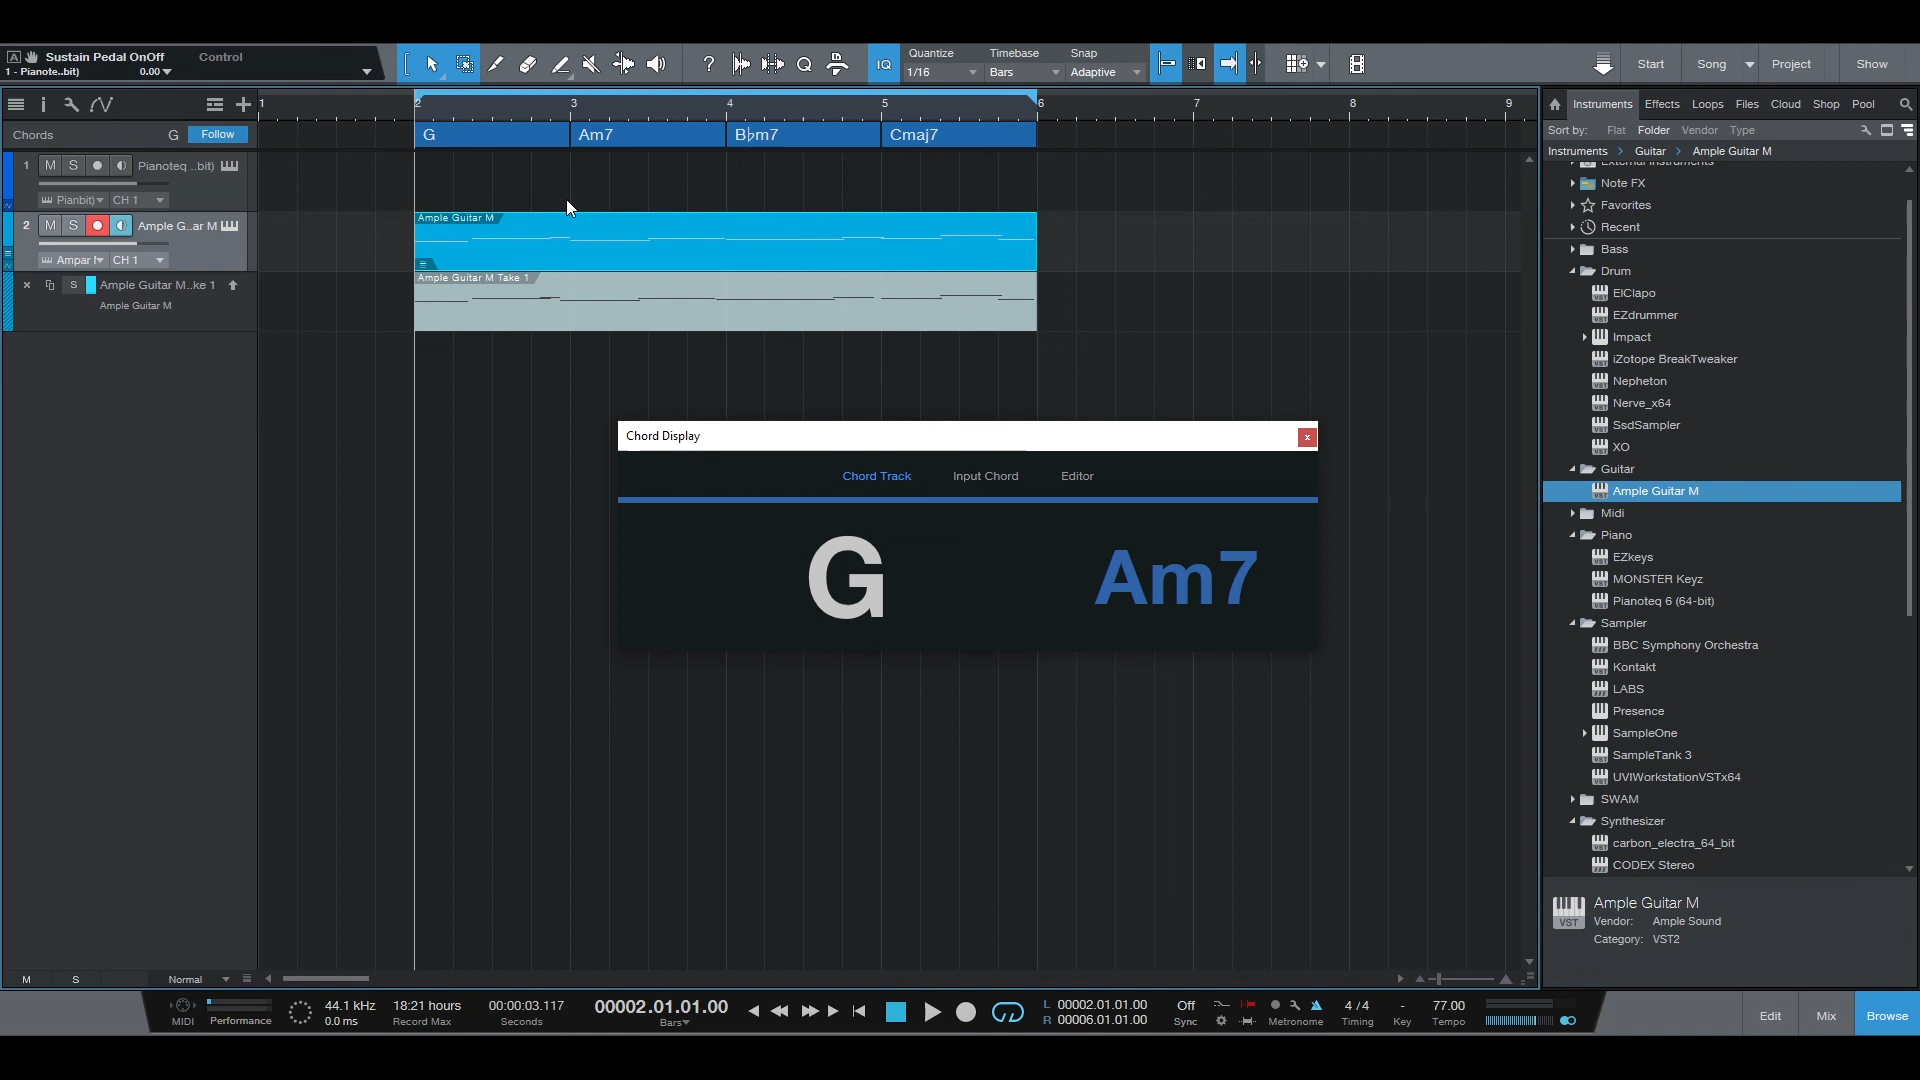 Sustain Pedal OnOff Control
1 - Pianote..bit) 0.00
Quantize Timebase Snap
1/16 Bars Adaptive
IQ
Start Song Project Show
1 2 3 4 5 6 7 8 9
Chords G Follow
G Am7 B♭m7 Cmaj7
1 M S Pianoteq ..bit)
Pianbit) CH 1
2 M S Ample G..ar M
Ampar CH 1
Ample Guitar M
S Ample Guitar M..ke 1
Ample Guitar M
Ample Guitar M Take 1
Chord Display x
Chord Track Input Chord Editor
G Am7
Instruments Effects Loops Files Cloud Shop Pool
Sort by: Flat Folder Vendor Type
Instruments > Guitar > Ample Guitar M
External Instruments
Note FX
Favorites
Recent
Bass
Drum
ElClapo
EZdrummer
Impact
iZotope BreakTweaker
Nepheton
Nerve_x64
SsdSampler
XO
Guitar
Ample Guitar M
Midi
Piano
EZkeys
MONSTER Keyz
Pianoteq 6 (64-bit)
Sampler
BBC Symphony Orchestra
Kontakt
LABS
Presence
SampleOne
SampleTank 3
UVIWorkstationVSTx64
SWAM
Synthesizer
carbon_electra_64_bit
CODEX Stereo
Ample Guitar M
VST
Vendor: Ample Sound
Category: VST2
M S Normal
MIDI Performance
44.1 kHz
0.0 ms
18:21 hours
Record Max
00:00:03.117
Seconds
00002.01.01.00
Bars
L 00002.01.01.00
R 00006.01.01.00
Off
Sync
Metronome
4 / 4
Timing
-
Key
77.00
Tempo
Edit Mix Browse